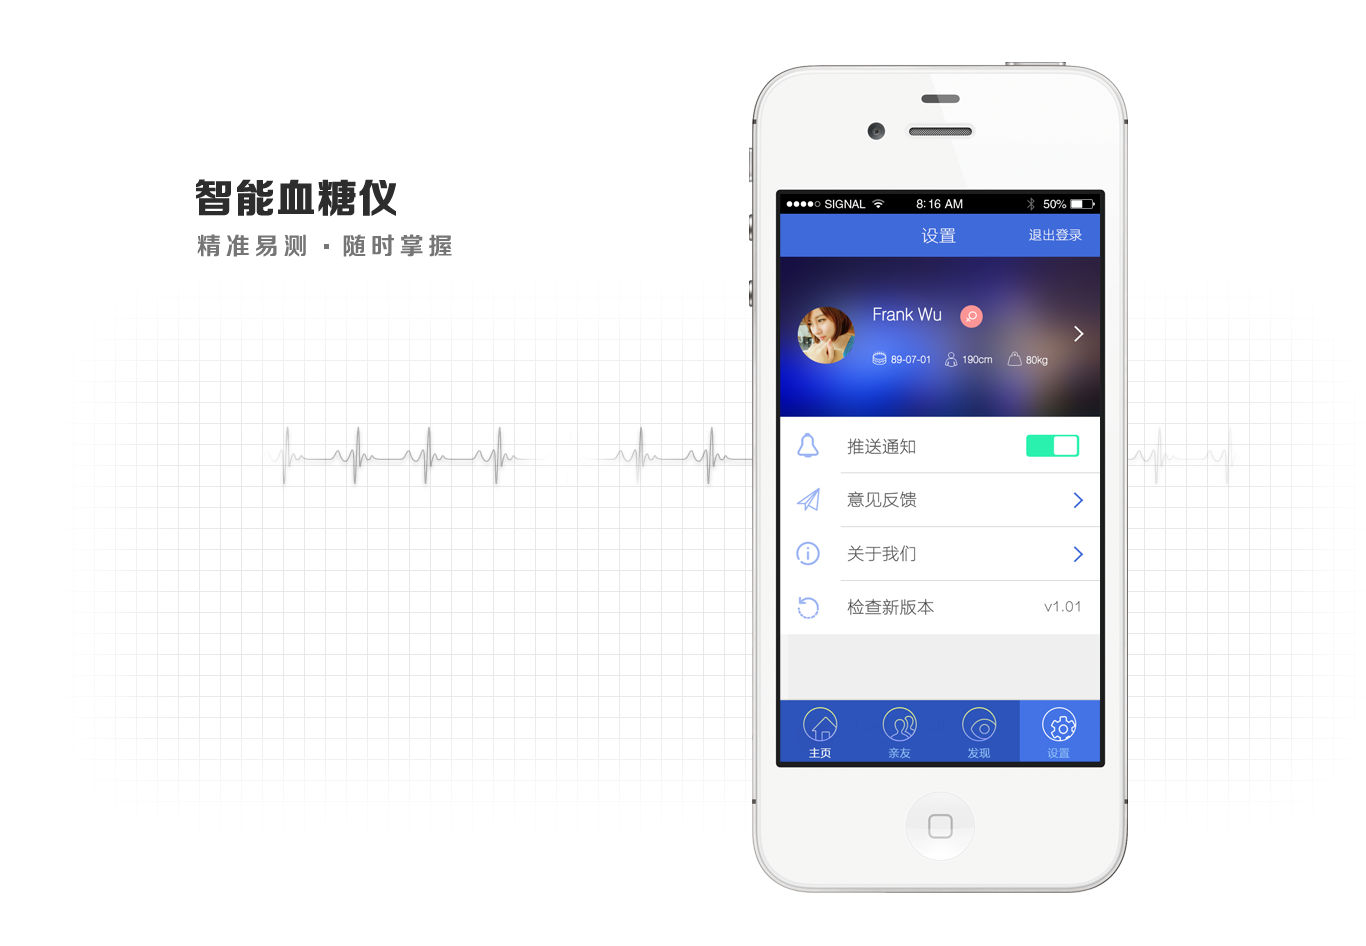 智能血糖仪
精准易测 · 随时掌握
SIGNAL 8:16 AM 50%
设置 退出登录
Frank Wu
89-07-01 190cm 80kg
推送通知
意见反馈
关于我们
检查新版本 v1.01
主页 亲友 发现 设置